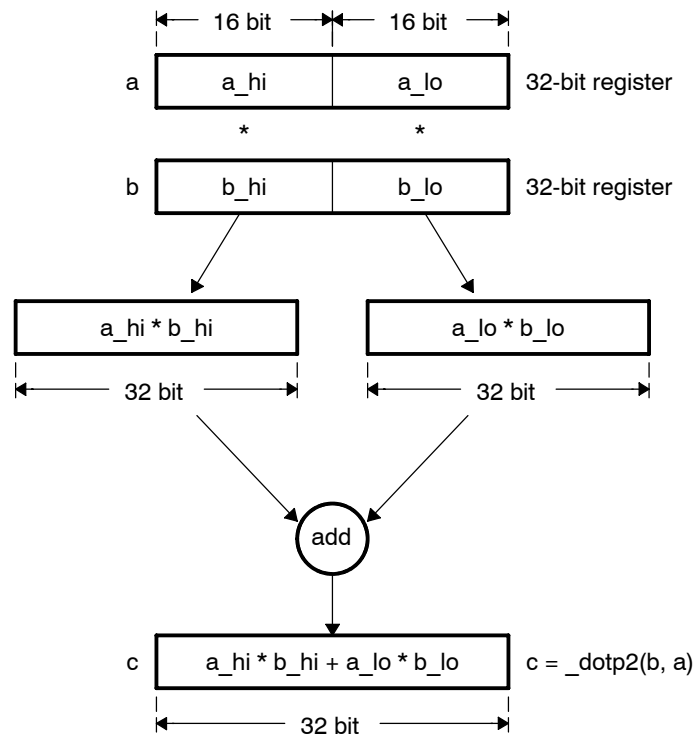 16 bit 16 bit
a a_hi a_lo 32-bit register
* *
b b_hi b_lo 32-bit register
a_hi * b_hi a_lo * b_lo
32 bit 32 bit
add
c a_hi * b_hi + a_lo * b_lo c = _dotp2(b, a)
32 bit